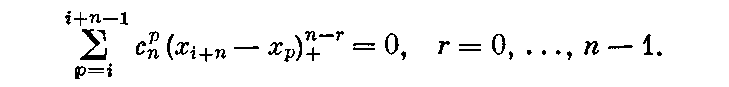 \sum_{p=i}^{i+n-1} c_n^p (x_{i+n} - x_p)_+^{n-r} = 0, \quad r = 0, \ldots, n-1.